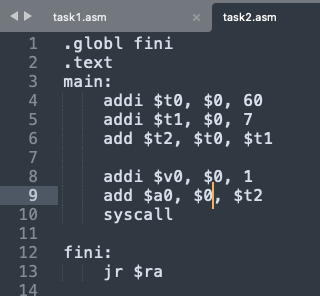 task1.asm × task2.asm
1 .globl fini
2 .text
3 main:
4 addi $t0, $0, 60
5 addi $t1, $0, 7
6 add $t2, $t0, $t1
7
8 addi $v0, $0, 1
9 add $a0, $0, $t2
10 syscall
11
12 fini:
13 jr $ra
14